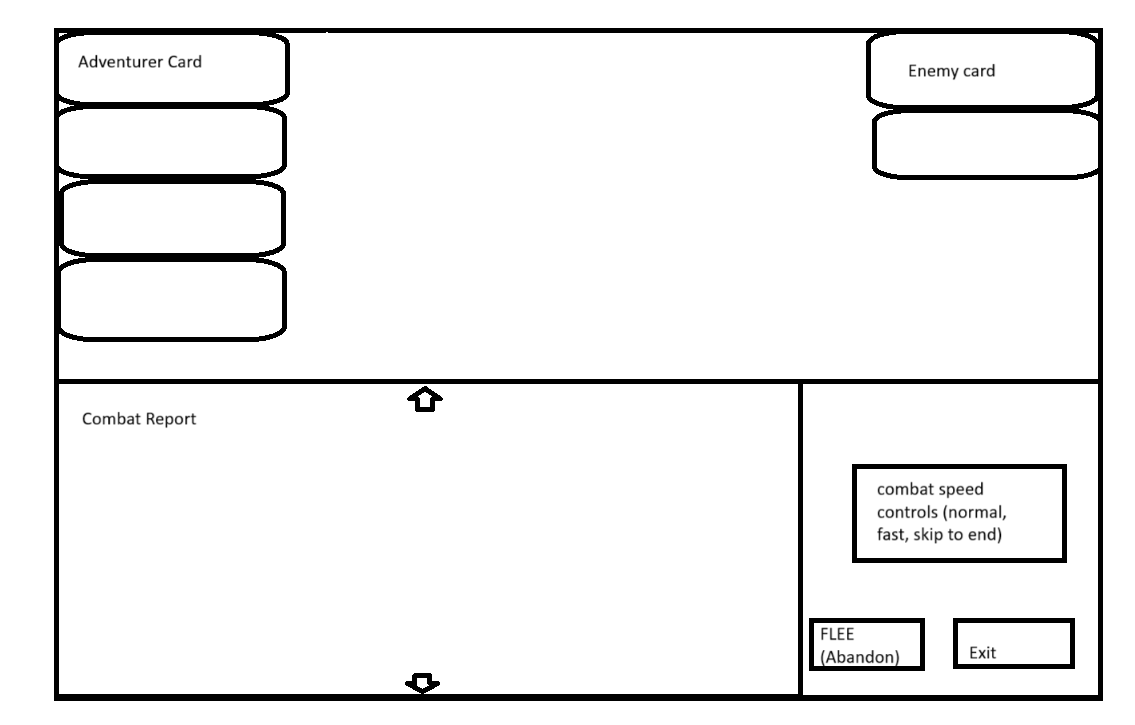 Adventurer Card
Enemy card
Combat Report
combat speed
controls (normal,
fast, skip to end)
FLEE
(Abandon)
Exit